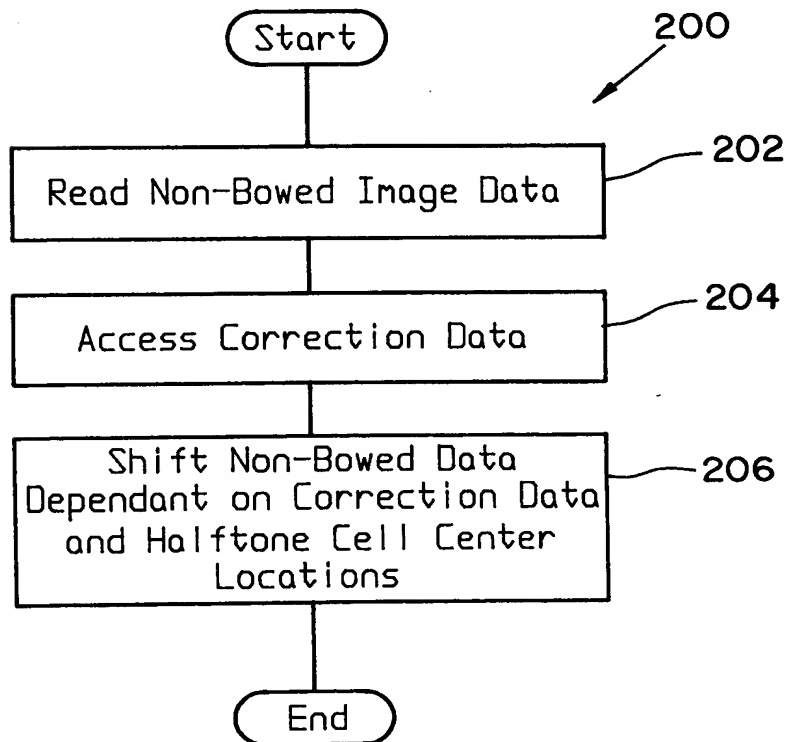 Start
200
Read Non-Bowed Image Data
202
Access Correction Data
204
Shift Non-Bowed Data
Dependant on Correction Data
and Halftone Cell Center
Locations
206
End